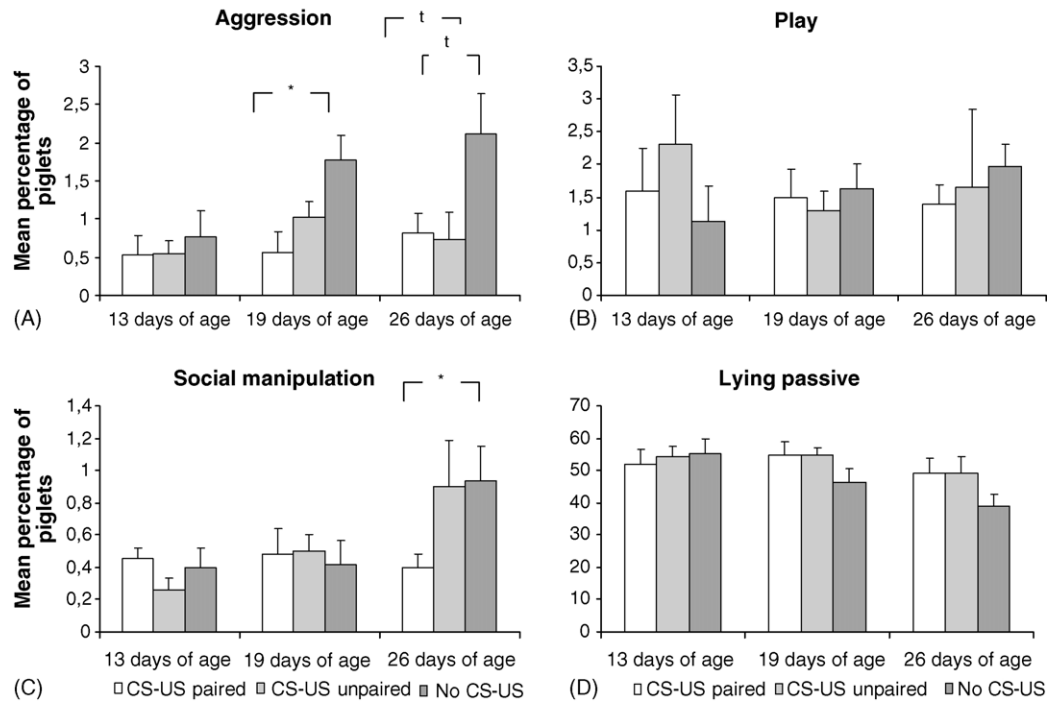 Aggression
t
t
*
3
2,5
2
1,5
1
0,5
0
Mean percentage of
piglets
(A)
13 days of age
19 days of age
26 days of age
Play
3,5
3
2,5
2
1,5
1
0,5
0
(B)
13 days of age
19 days of age
26 days of age
Social manipulation
*
1,4
1,2
1
0,8
0,6
0,4
0,2
0
Mean percentage of
piglets
13 days of age
19 days of age
26 days of age
(C)
CS-US paired
CS-US unpaired
No CS-US
Lying passive
70
60
50
40
30
20
10
0
13 days of age
19 days of age
26 days of age
(D)
CS-US paired
CS-US unpaired
No CS-US